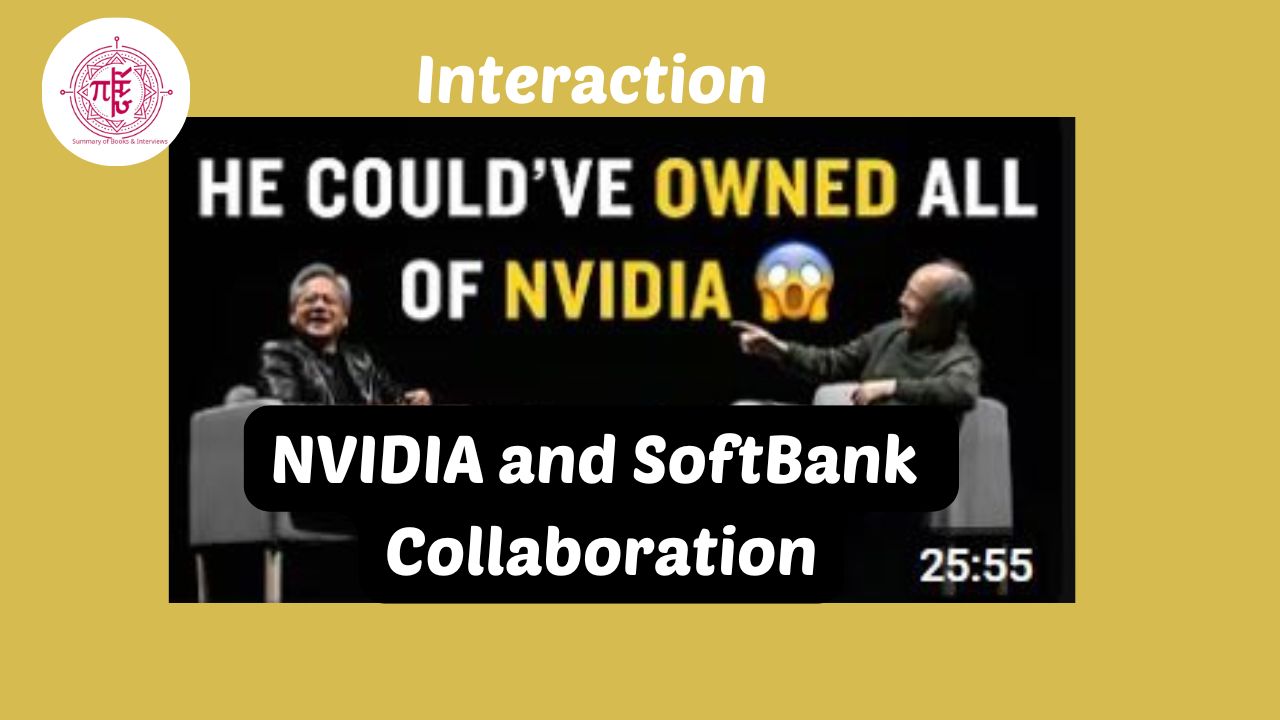 Interaction
Summary of Books & Interviews
HE COULD'VE OWNED ALL
OF NVIDIA 😱
NVIDIA and SoftBank
Collaboration
25:55